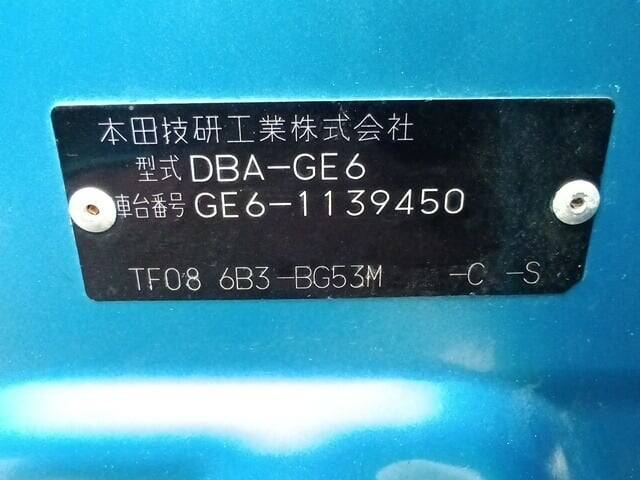 本田技研工業株式会社
型式 DBA-GE6
車台番号 GE6-1139450
TF08 6B3-BG53M -C -S